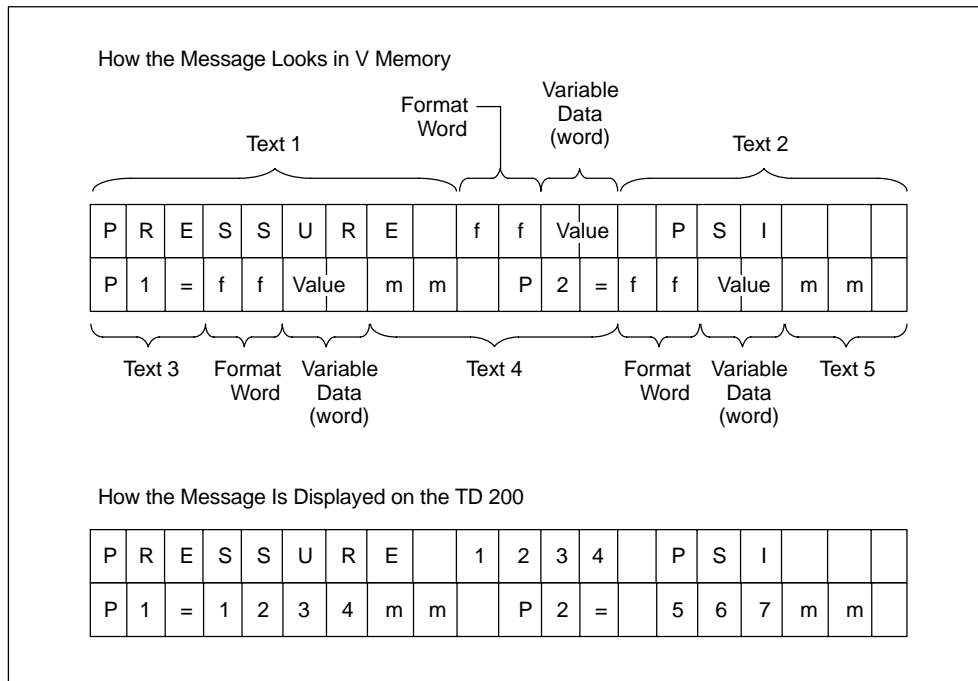 How the Message Looks in V Memory
Text 1
Format
Word
Variable
Data
(word)
Text 2
P R E S S U R E f f Value P S I
P 1 = f f Value m m P 2 = f f Value m m
Text 3
Format
Word
Variable
Data
(word)
Text 4
Format
Word
Variable
Data
(word)
Text 5
How the Message Is Displayed on the TD 200
P R E S S U R E 1 2 3 4 P S I
P 1 = 1 2 3 4 m m P 2 = 5 6 7 m m